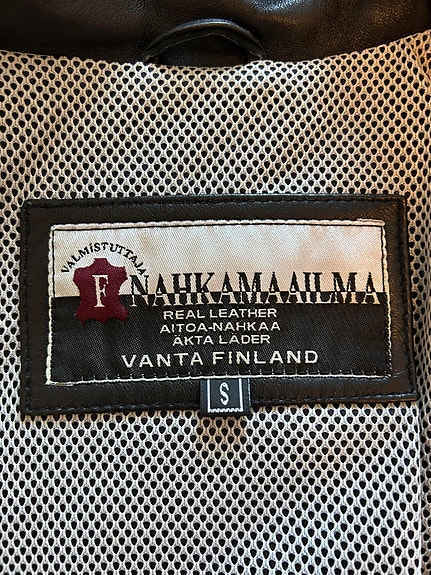 VALMISTUTTAJA
F
NAHKAMAAILMA
REAL LEATHER
AITOA-NAHKAA
ÄKTA LÄDER
VANTA FINLAND
S